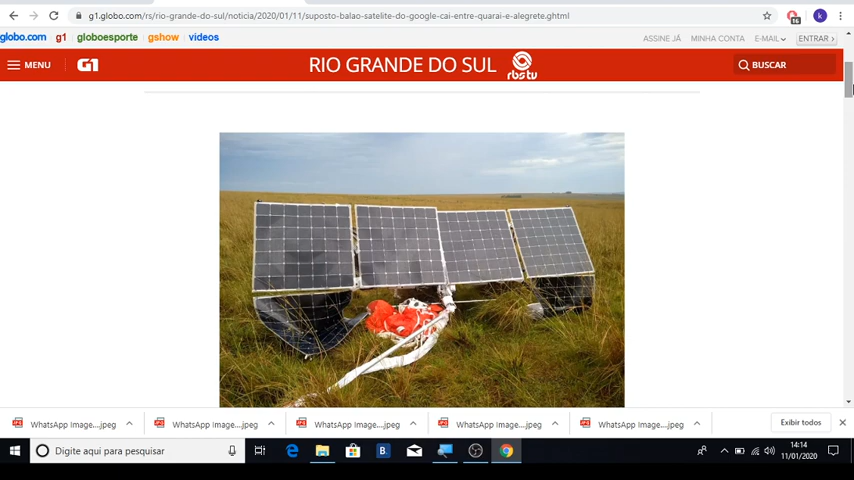 g1.globo.com/rs/rio-grande-do-sul/noticia/2020/01/11/suposto-balao-satelite-do-google-cai-entre-quarai-e-alegrete.ghtml
15
k
globo.com g1 globoesporte gshow videos
ASSINE JÁ MINHA CONTA E-MAIL ENTRAR ›
MENU G1 RIO GRANDE DO SUL rbs tv BUSCAR
WhatsApp Image....jpeg WhatsApp Image....jpeg WhatsApp Image....jpeg WhatsApp Image....jpeg WhatsApp Image....jpeg Exibir todos
Digite aqui para pesquisar
B
14:14
11/01/2020